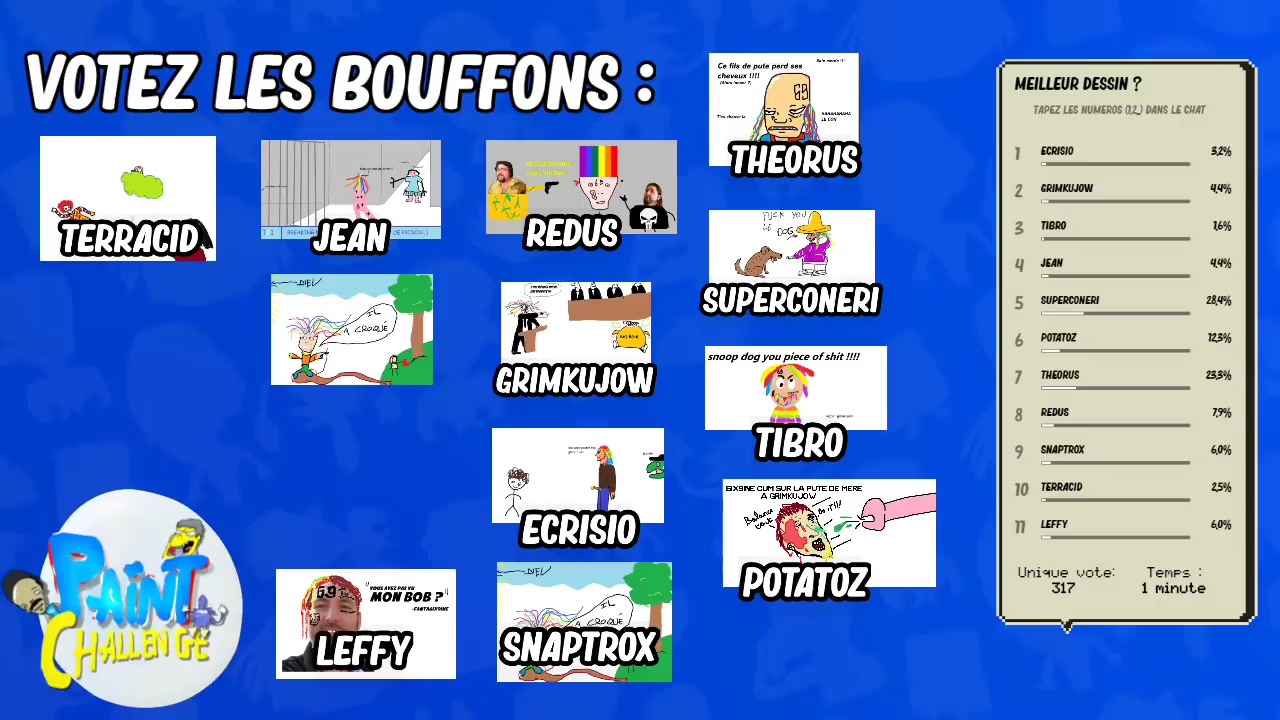 VOTEZ LES BOUFFONS :
TERRACID
JEAN
REDUS
Ce fils de pute perd ses
cheveux !!!!
THEORUS
FUCK YOU
LE DOG
SUPERCONERI
DIEU
IL
A CROQUÉ
GRIMKUJOW
snoop dog you piece of shit !!!!
TIBRO
ECRISIO
6IX9INE CUM SUR LA PUTE DE MERE
A GRIMKUJOW
POTATOZ
VOUS AVEZ PAS VU
MON BOB ?"
69
LEFFY
DIEU
IL
A CROQUÉ
SNAPTROX
PAINT
CHALLENGE
MEILLEUR DESSIN ?
TAPEZ LES NUMEROS (1,2,..) DANS LE CHAT
1 ECRISIO 3,2%
2 GRIMKUJOW 4,4%
3 TIBRO 1,6%
4 JEAN 4,4%
5 SUPERCONERI 28,4%
6 POTATOZ 12,3%
7 THEORUS 23,3%
8 REDUS 7,9%
9 SNAPTROX 6,0%
10 TERRACID 2,5%
11 LEFFY 6,0%
Unique vote: Temps :
317 1 minute